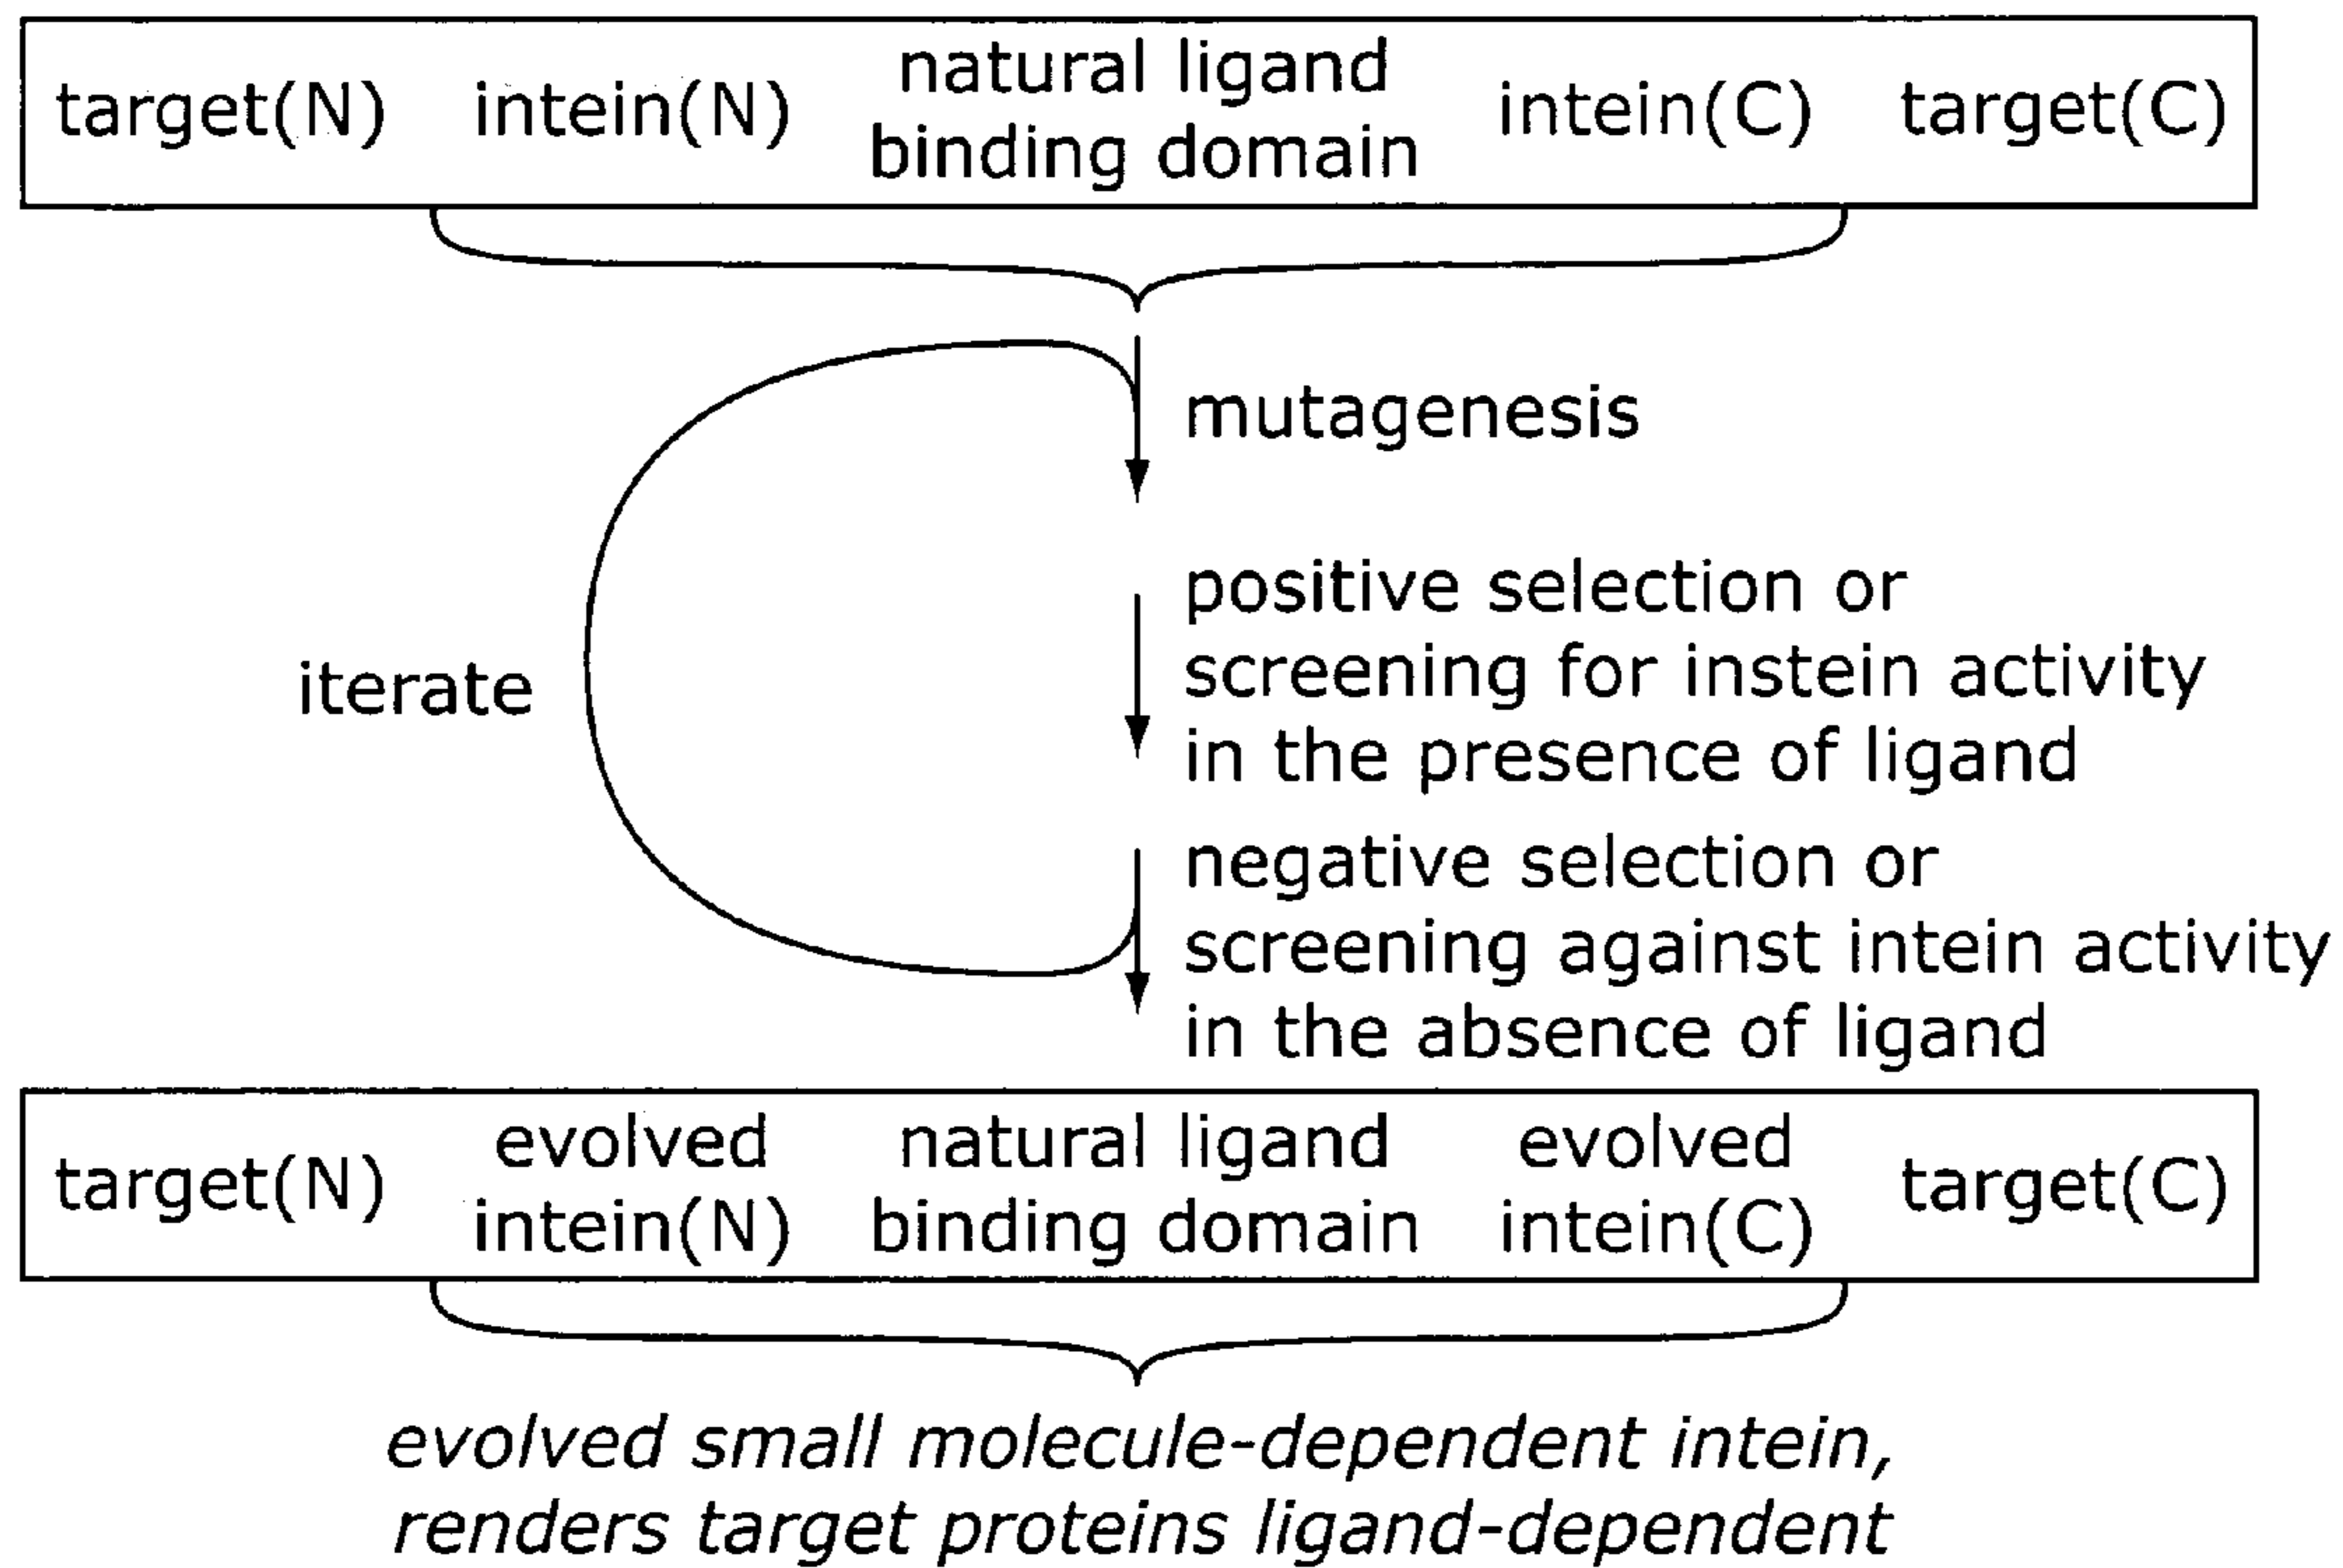 target(N) intein(N) natural ligand binding domain intein(C) target(C)
mutagenesis
positive selection or
screening for instein activity
in the presence of ligand
iterate
negative selection or
screening against intein activity
in the absence of ligand
target(N) evolved intein(N) natural ligand binding domain evolved intein(C) target(C)
evolved small molecule-dependent intein,
renders target proteins ligand-dependent